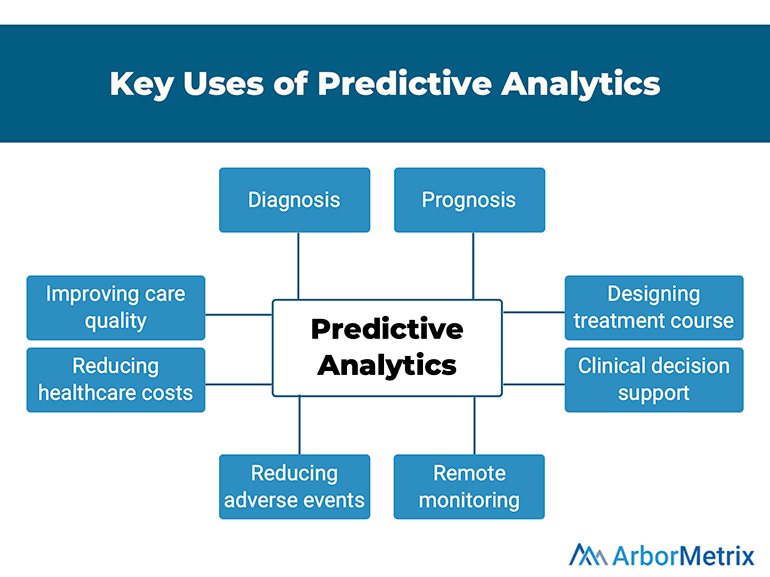 Key Uses of Predictive Analytics
Diagnosis
Prognosis
Improving care
quality
Designing
treatment course
Predictive
Analytics
Reducing
healthcare costs
Clinical decision
support
Reducing
adverse events
Remote
monitoring
ArborMetrix